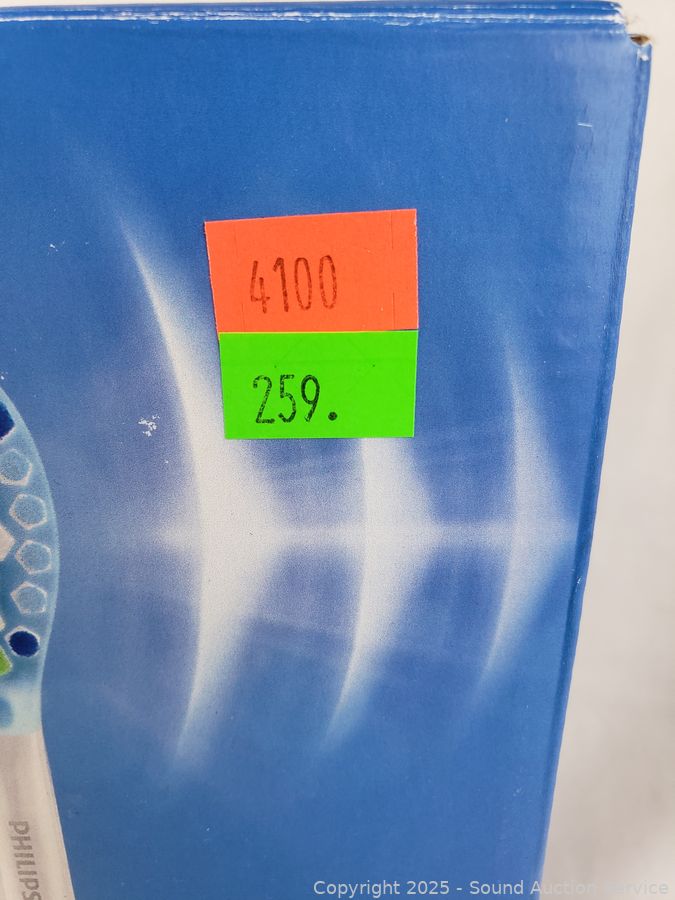 4100
259.
PHILIPS
Copyright 2025 - Sound Auction Service